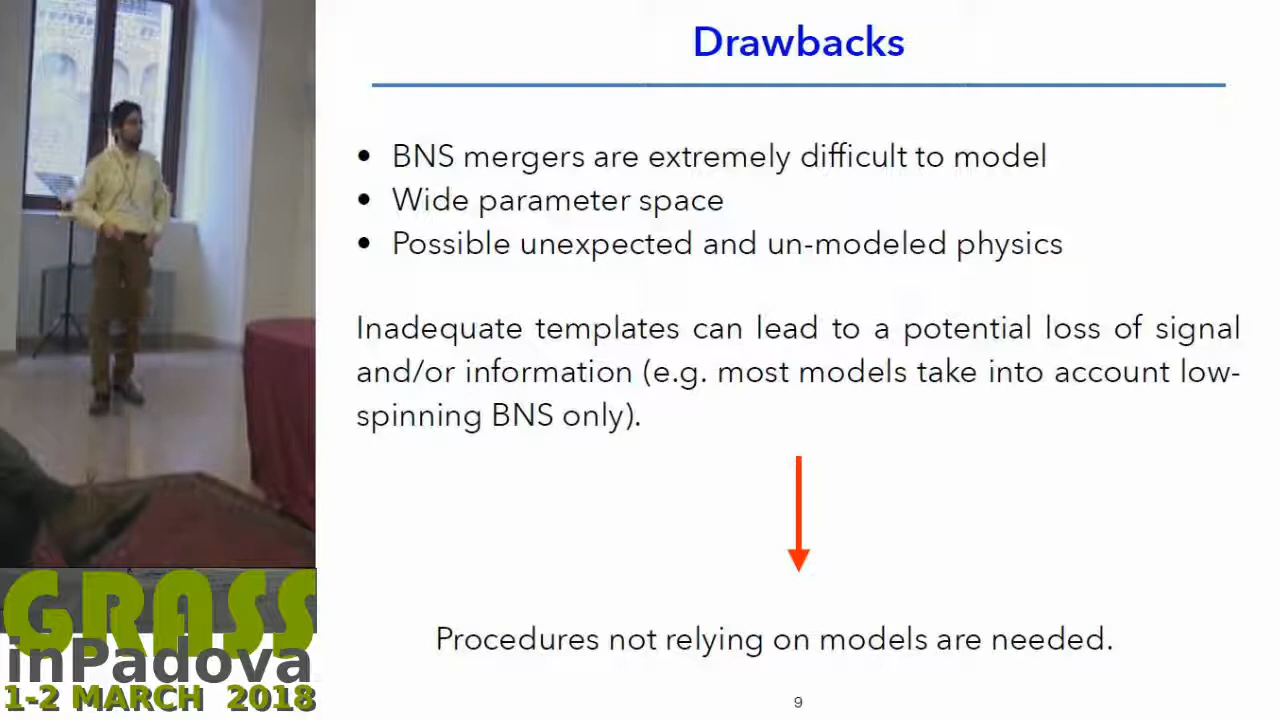 Drawbacks
• BNS mergers are extremely difficult to model
• Wide parameter space
• Possible unexpected and un-modeled physics
Inadequate templates can lead to a potential loss of signal
and/or information (e.g. most models take into account low-
spinning BNS only).
Procedures not relying on models are needed.
9
GRASS
inPadova
1-2 MARCH 2018